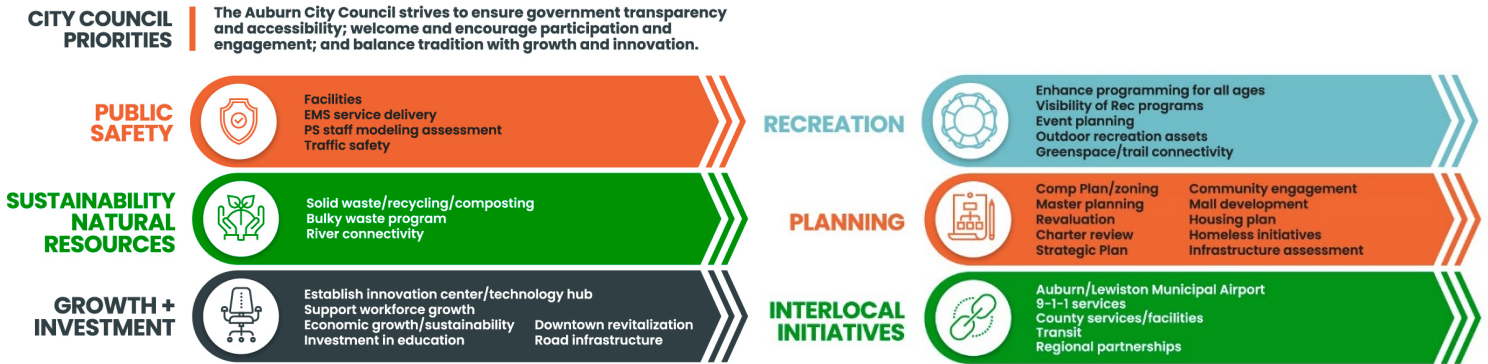 CITY COUNCIL
PRIORITIES
The Auburn City Council strives to ensure government transparency
and accessibility; welcome and encourage participation and
engagement; and balance tradition with growth and innovation.
PUBLIC
SAFETY
Facilities
EMS service delivery
PS staff modeling assessment
Traffic safety
SUSTAINABILITY
NATURAL
RESOURCES
Solid waste/recycling/composting
Bulky waste program
River connectivity
GROWTH +
INVESTMENT
Establish innovation center/technology hub
Support workforce growth
Economic growth/sustainability
Investment in education
Downtown revitalization
Road infrastructure
RECREATION
Enhance programming for all ages
Visibility of Rec programs
Event planning
Outdoor recreation assets
Greenspace/trail connectivity
PLANNING
Comp Plan/zoning
Master planning
Revaluation
Charter review
Strategic Plan
Community engagement
Mall development
Housing plan
Homeless initiatives
Infrastructure assessment
INTERLOCAL
INITIATIVES
Auburn/Lewiston Municipal Airport
9-1-1 services
County services/facilities
Transit
Regional partnerships